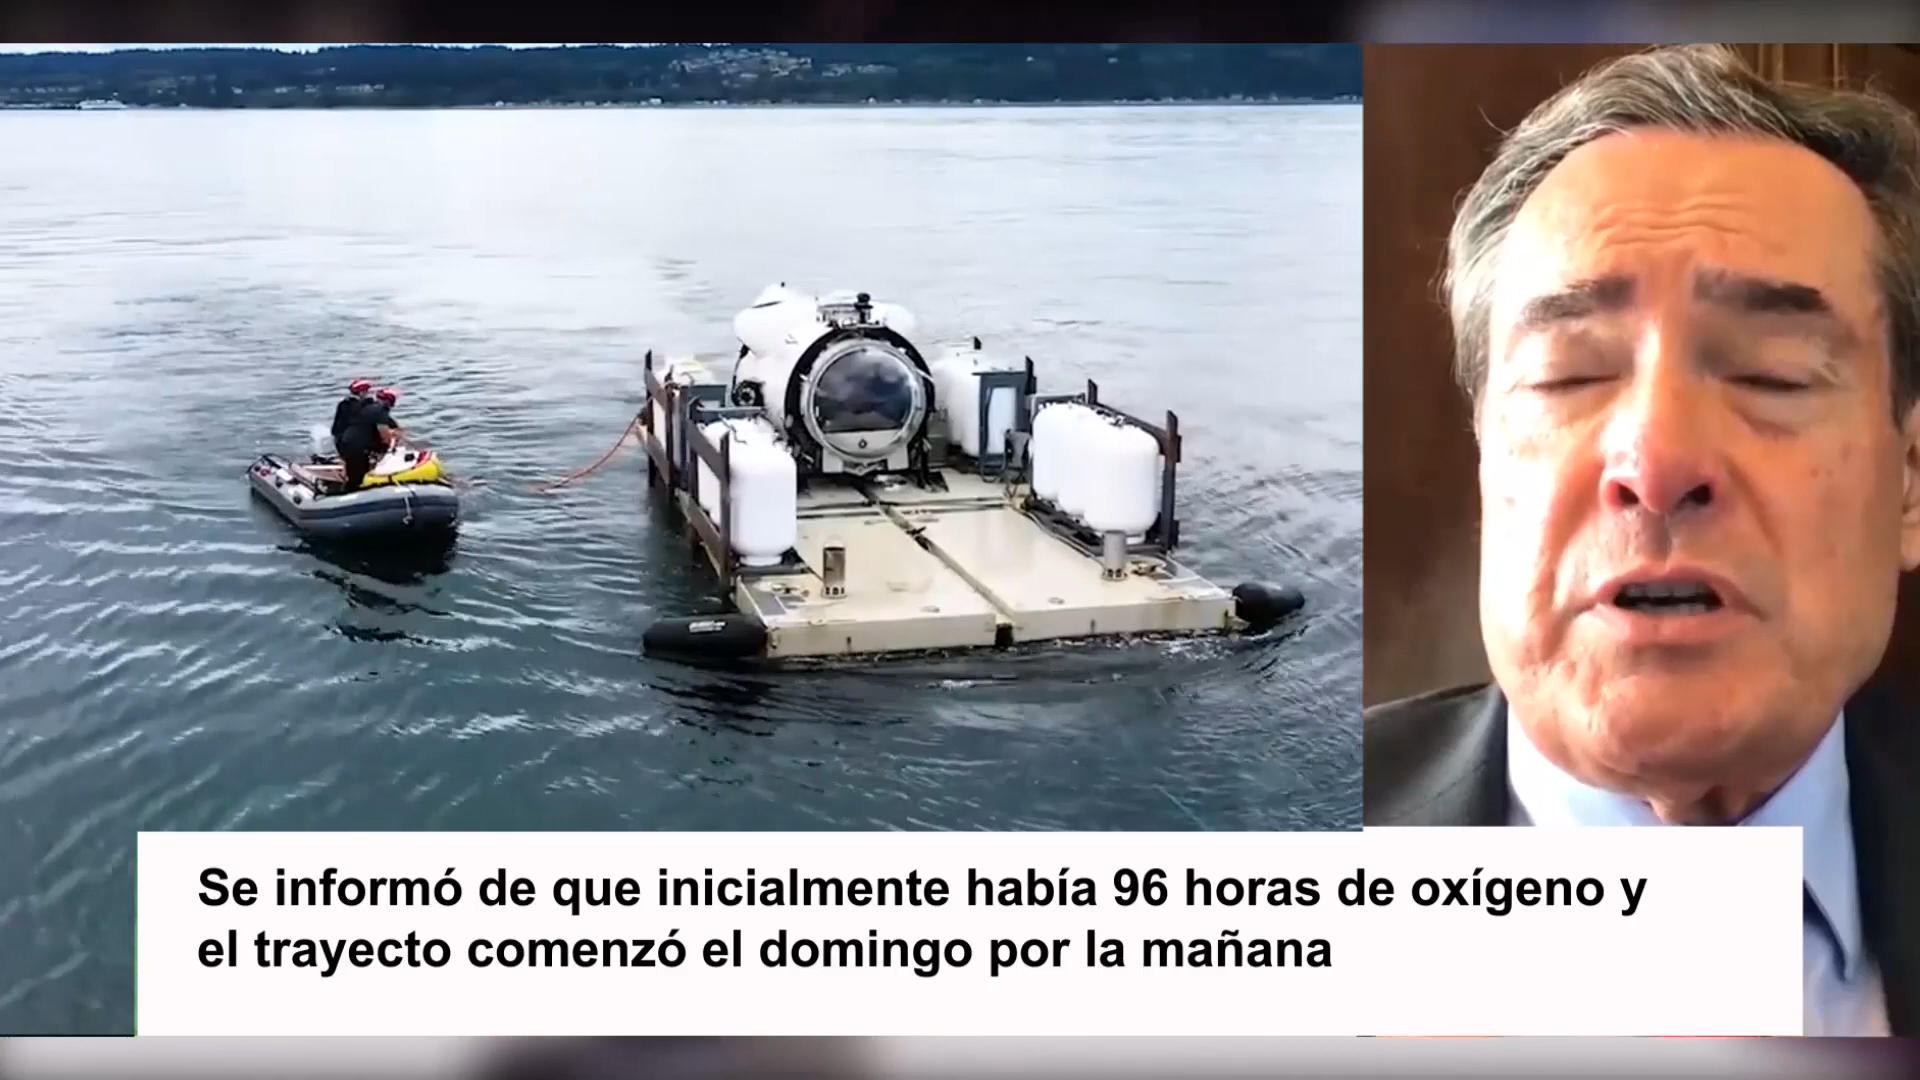 Se informó de que inicialmente había 96 horas de oxígeno y
el trayecto comenzó el domingo por la mañana